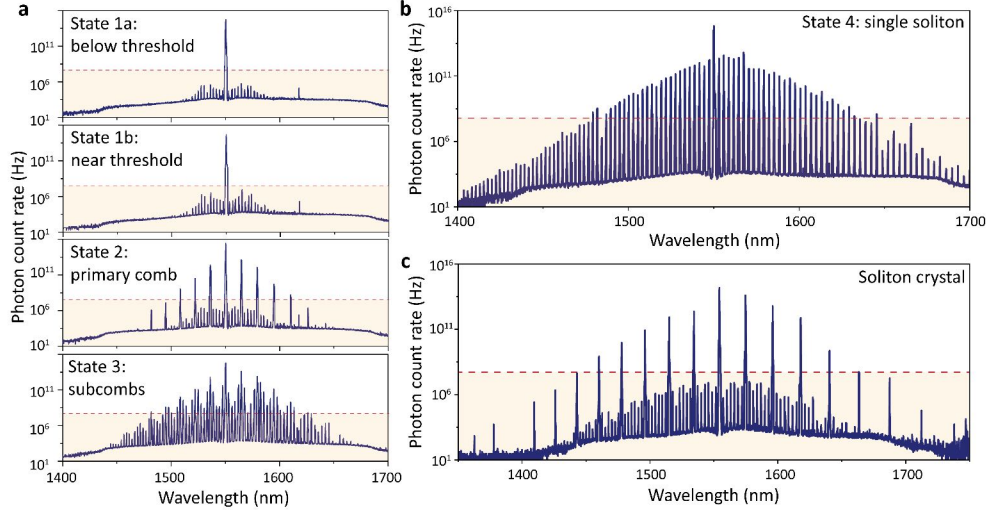 a
State 1a:
below threshold
10¹¹
10⁶
10¹
State 1b:
near threshold
10¹¹
10⁶
10¹
State 2:
primary comb
10¹¹
10⁶
10¹
State 3:
subcombs
10¹¹
10⁶
10¹
1400 1500 1600 1700
Wavelength (nm)
Photon count rate (Hz)
b
State 4: single soliton
10¹⁶
10¹¹
10⁶
10¹
1400 1500 1600 1700
Wavelength (nm)
Photon count rate (Hz)
c
Soliton crystal
10¹⁶
10¹¹
10⁶
10¹
1400 1500 1600 1700
Wavelength (nm)
Photon count rate (Hz)